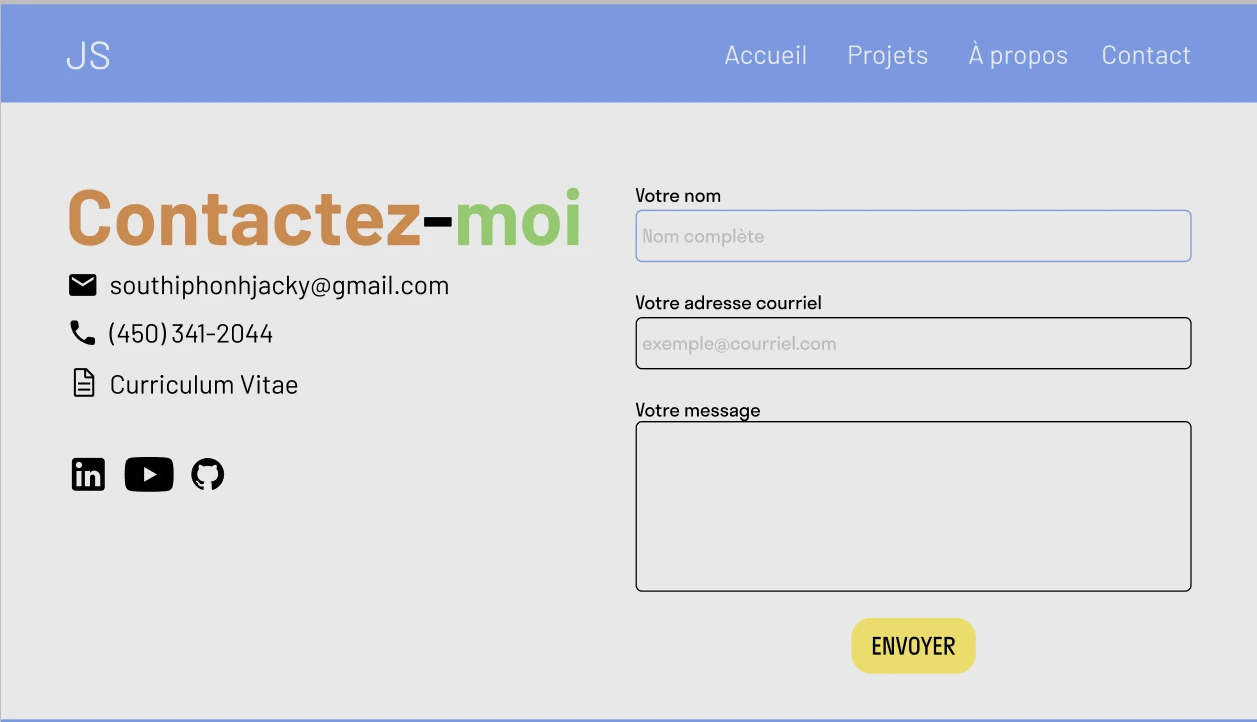 JS
Accueil Projets À propos Contact
Contactez-moi
southiphonhjacky@gmail.com
(450) 341-2044
Curriculum Vitae
in
Votre nom
Nom complète
Votre adresse courriel
exemple@courriel.com
Votre message
ENVOYER